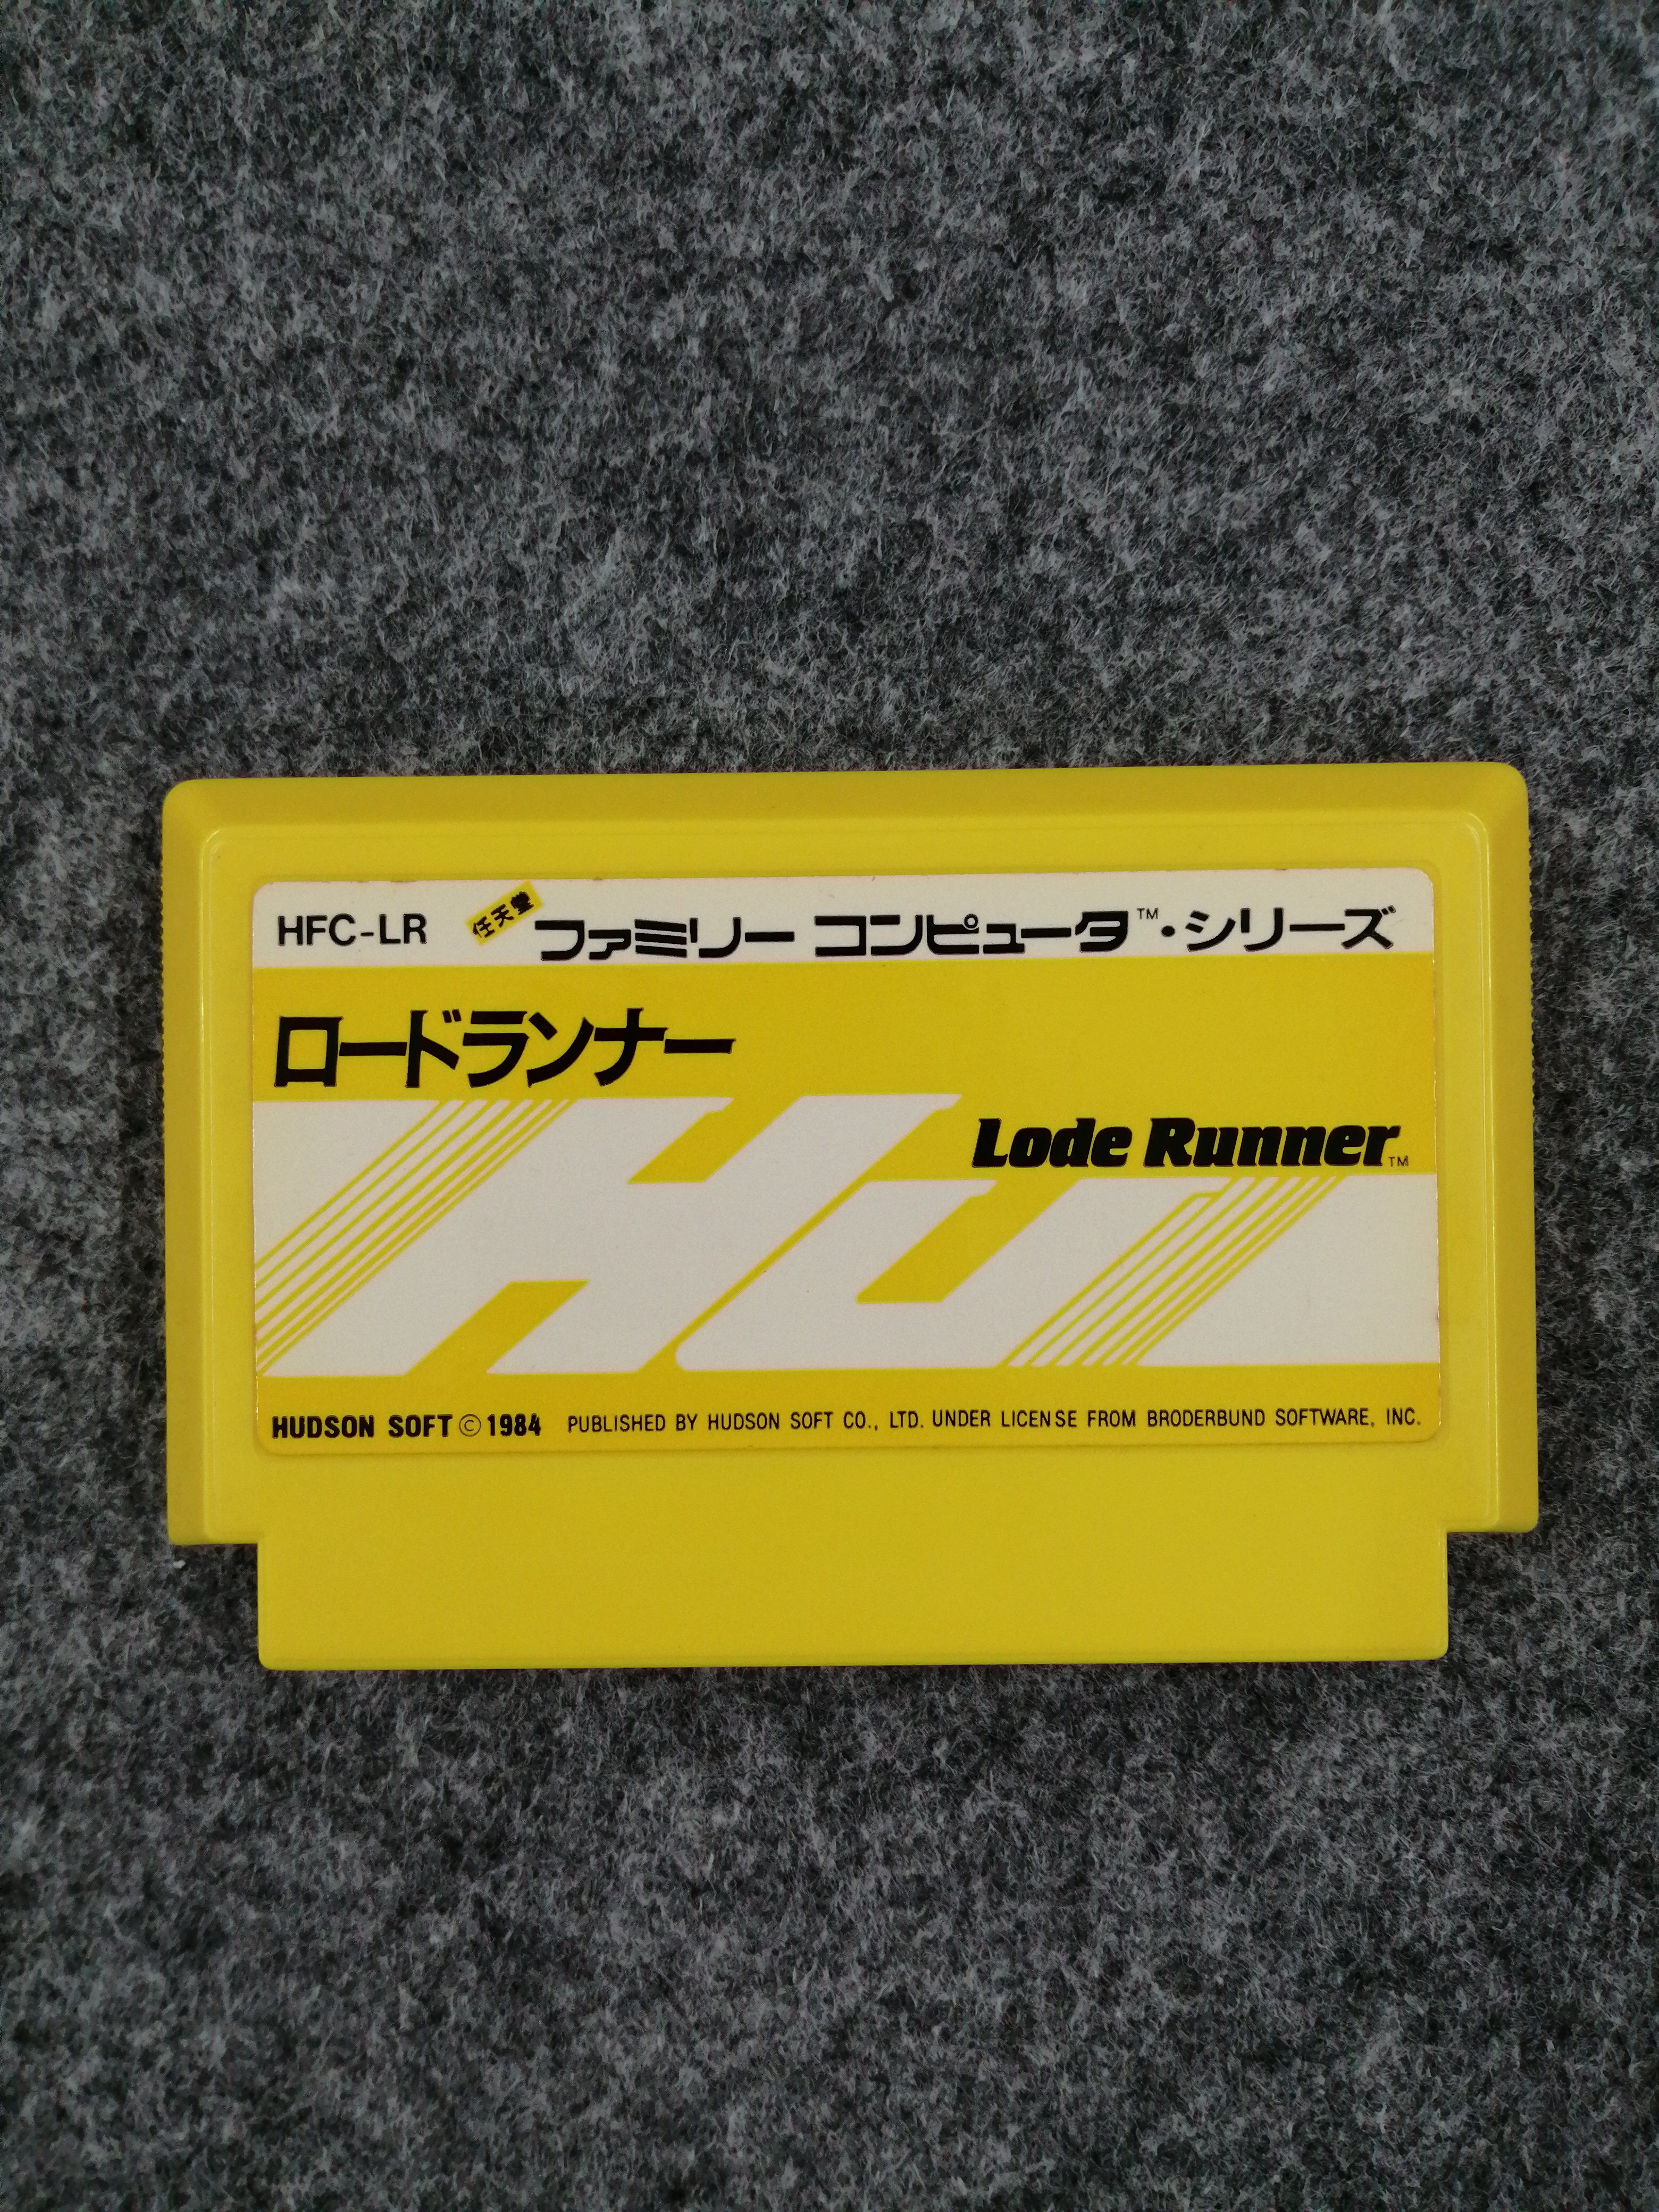 HFC-LR 任天堂 ファミリー コンピュータ™・シリーズ
ロードランナー
Lode Runner™
HU
HUDSON SOFT © 1984 PUBLISHED BY HUDSON SOFT CO., LTD. UNDER LICENSE FROM BRODERBUND SOFTWARE, INC.